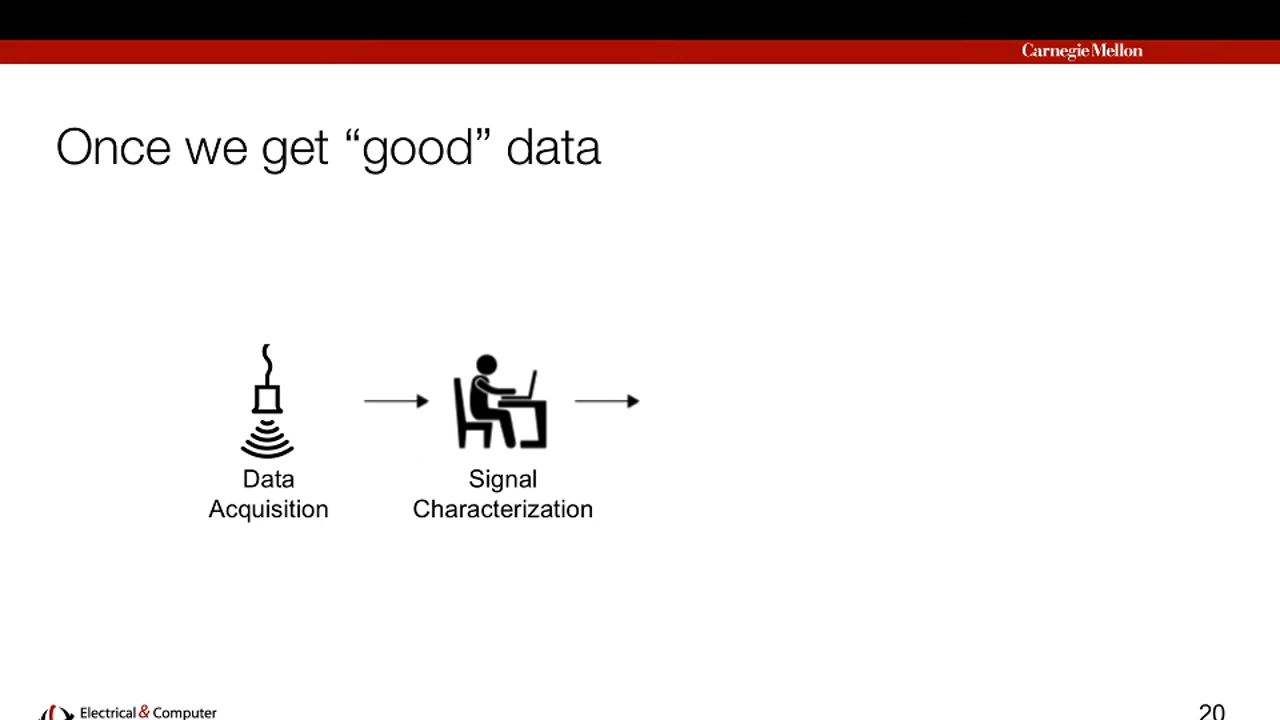 Carnegie Mellon
Once we get “good” data
Data
Acquisition
Signal
Characterization
Electrical & Computer
20